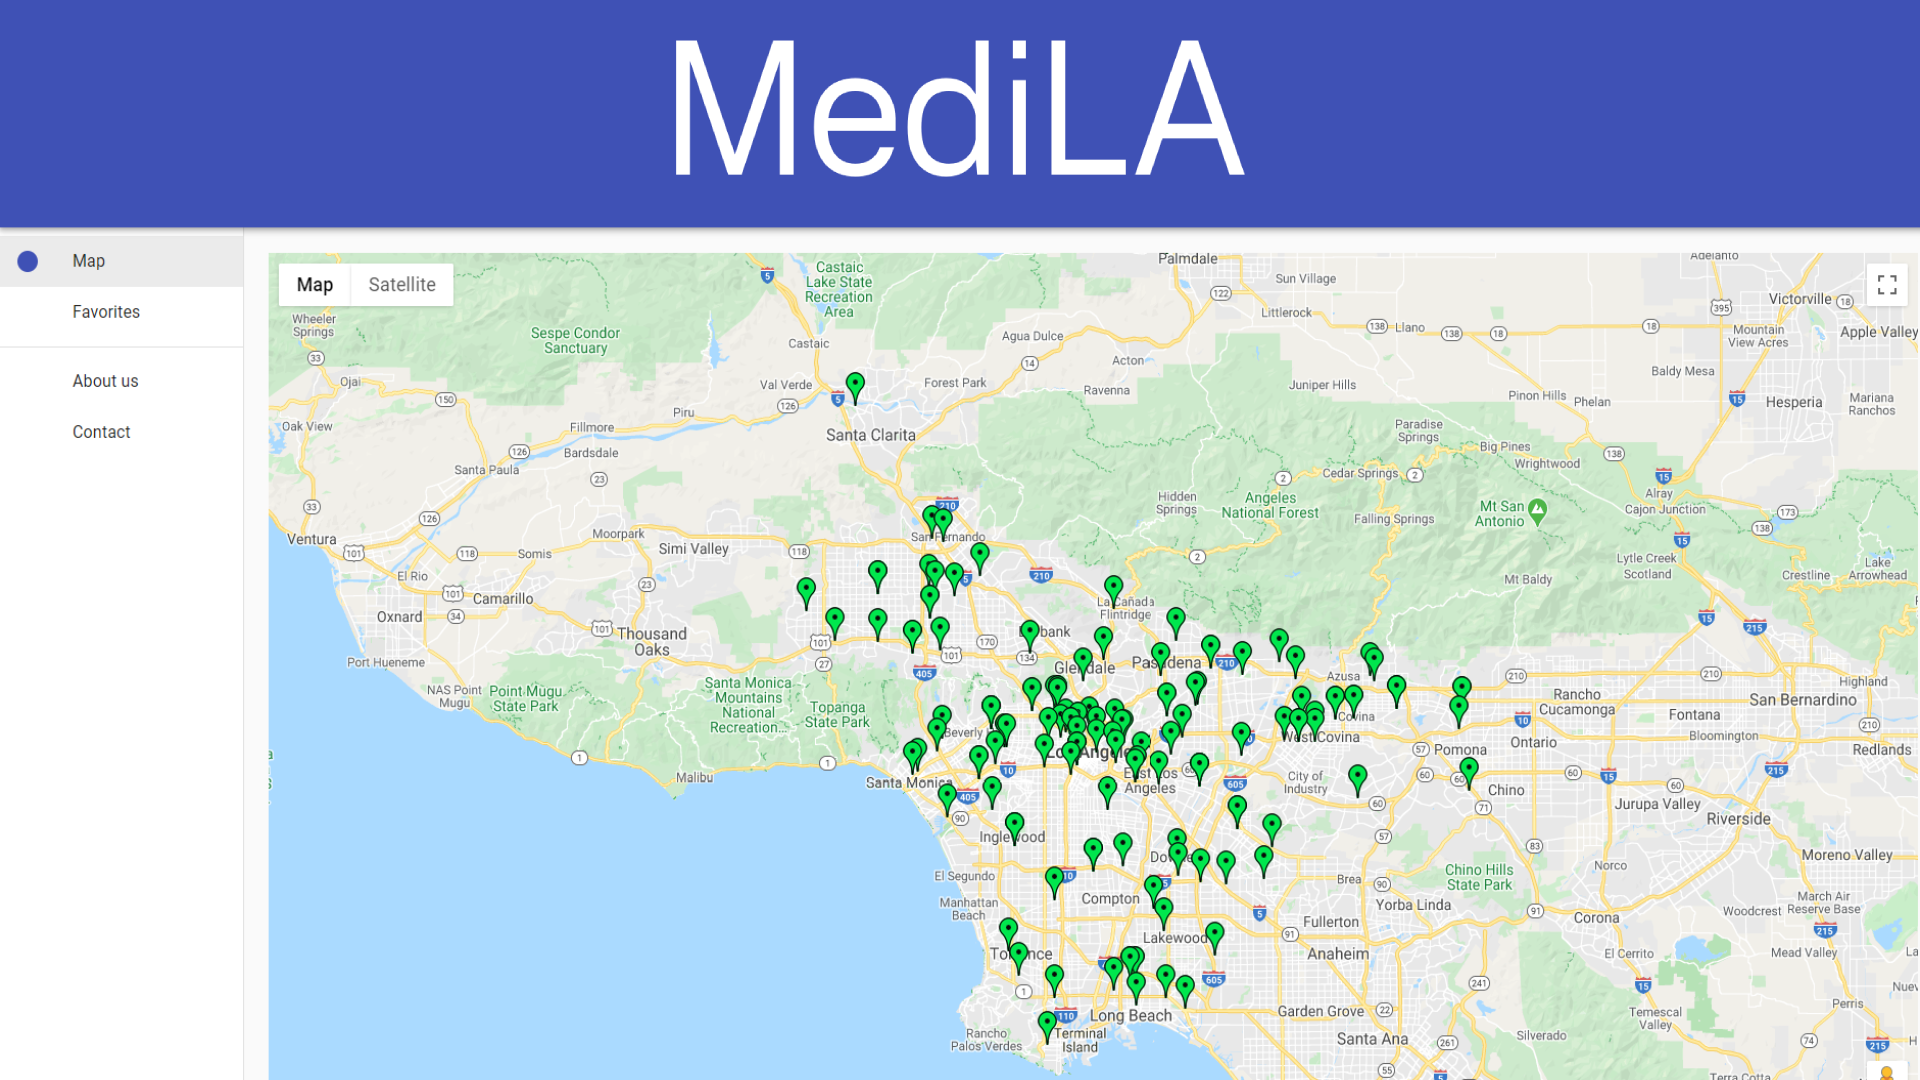 MediLA
Map
Favorites
About us
Contact
Map
Satellite
Castaic
Lake State
Recreation
Area
Palmdale
Sun Village
Adelanto
Victorville
Wheeler
Springs
Sespe Condor
Sanctuary
Castaic
Agua Dulce
Acton
Littlerock
Llano
Mountain
View Acres
Apple Valley
Ojai
Val Verde
Forest Park
Ravenna
Juniper Hills
Pinon Hills
Phelan
Baldy Mesa
Hesperia
Mariana
Ranchos
Oak View
Fillmore
Piru
Bardsdale
Santa Clarita
Santa Paula
Paradise
Springs
Big Pines
Wrightwood
Cedar Springs
Hidden
Springs
Angeles
National Forest
Falling Springs
Mt San
Antonio
Alray
Cajon Junction
Ventura
Moorpark
Somis
Simi Valley
San Fernando
Lytle Creek
Scotland
Mt Baldy
Crestline
Lake
Arrowhead
El Rio
Camarillo
Oxnard
Thousand
Oaks
La Cañada
Flintridge
Port Hueneme
NAS Point
Mugu
Point Mugu
State Park
Santa Monica
Mountains
National
Recreation...
Topanga
State Park
Glendale
Pasadena
Azusa
Rancho
Cucamonga
Fontana
San Bernardino
Highland
Malibu
Santa Monica
Beverly
Los Angeles
East Los
Angeles
West Covina
Covina
City of
Industry
Pomona
Ontario
Chino
Bloomington
Redlands
Jurupa Valley
Riverside
Inglewood
El Segundo
Manhattan
Beach
Compton
Brea
Yorba Linda
Chino Hills
State Park
Norco
Moreno Valley
Corona
Woodcrest
March Air
Reserve Base
Lakewood
Fullerton
Anaheim
El Cerrito
Mead Valley
Torrance
Long Beach
Garden Grove
Santa Ana
Silverado
Temescal
Valley
Perris
Rancho
Palos Verdes
Terminal
Island
Terra Cotta